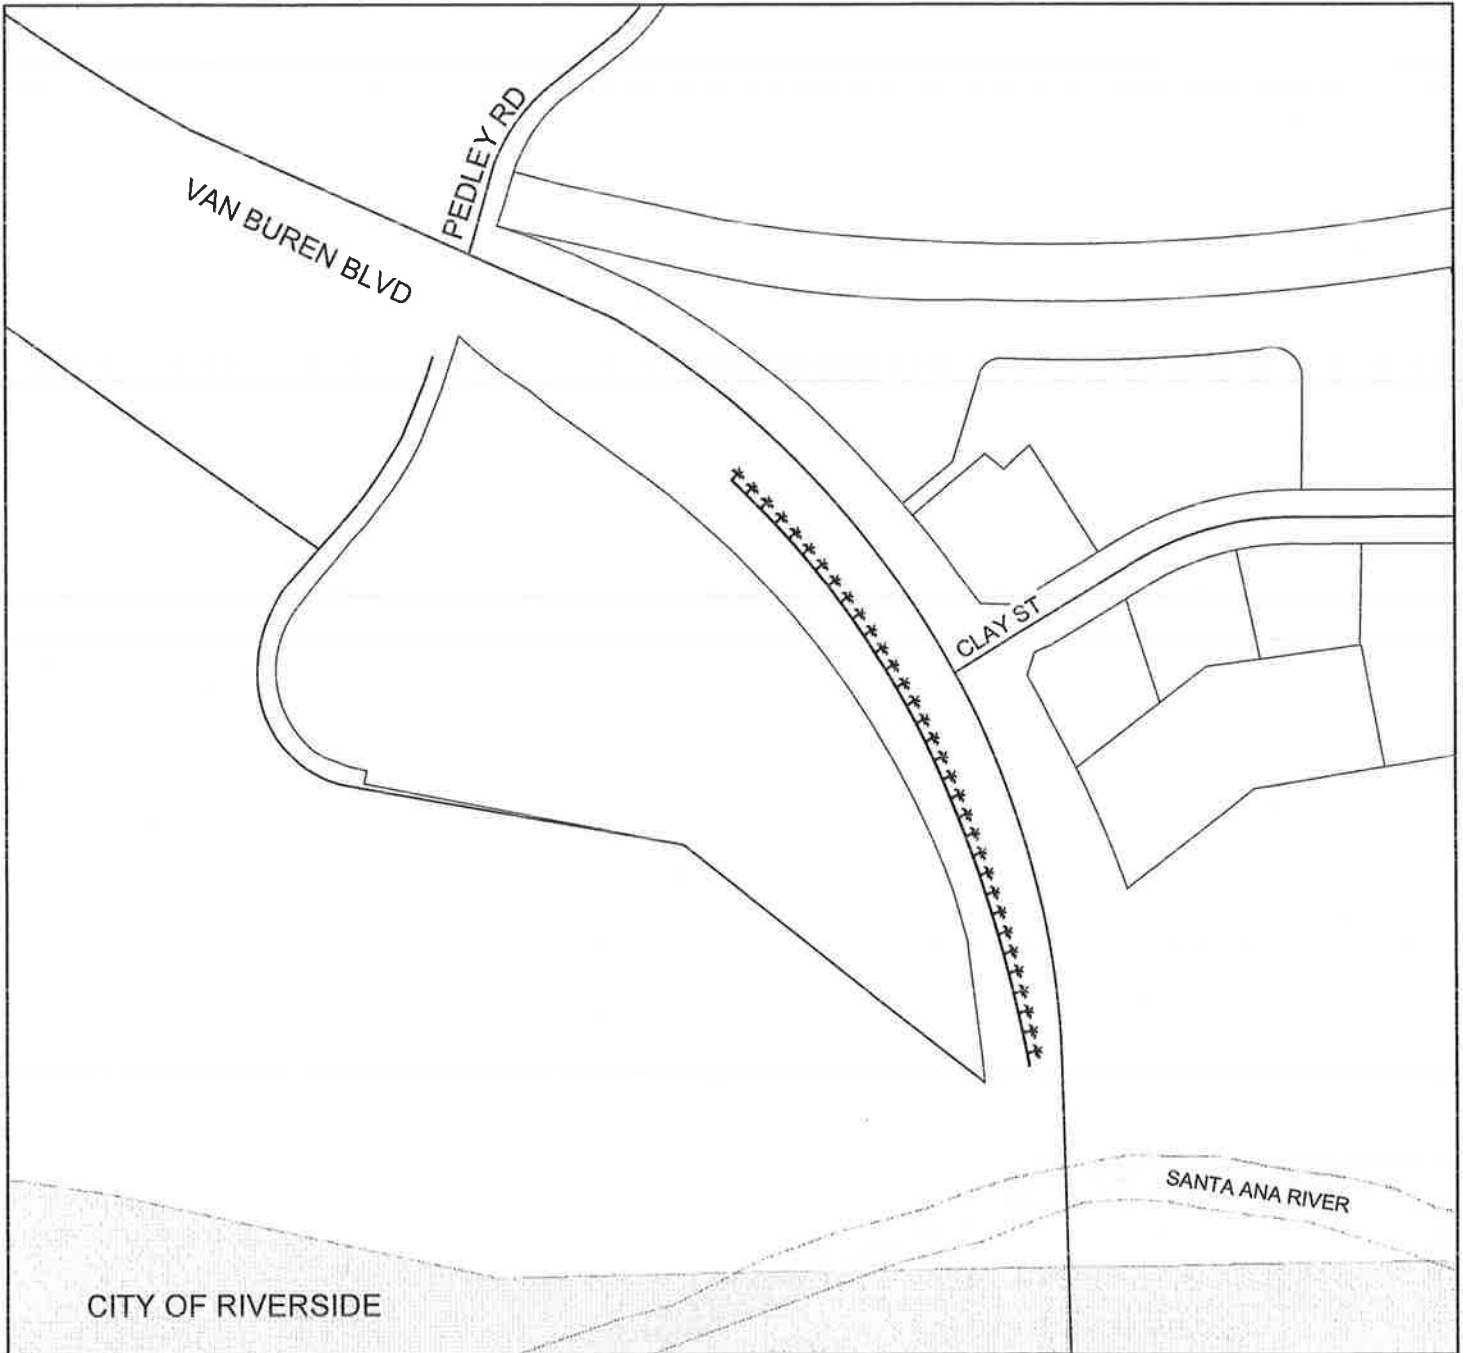 PEDLEY RD
VAN BUREN BLVD
CLAY ST
SANTA ANA RIVER
CITY OF RIVERSIDE